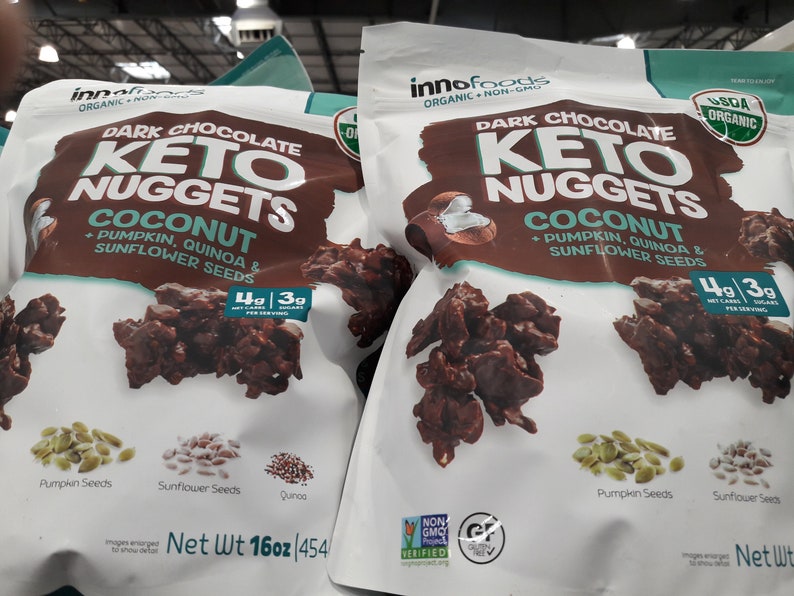 innofoods
ORGANIC + NON-GMO
DARK CHOCOLATE
KETO
NUGGETS
COCONUT
+ PUMPKIN, QUINOA &
SUNFLOWER SEEDS
4g | 3g
NET CARBS SUGARS
PER SERVING
Pumpkin Seeds
Sunflower Seeds
Quinoa
Images enlarged
to show detail
Net Wt 16oz (454
innofoods
ORGANIC + NON-GMO
TEAR TO ENJOY
USDA
ORGANIC
DARK CHOCOLATE
KETO
NUGGETS
COCONUT
+ PUMPKIN, QUINOA &
SUNFLOWER SEEDS
4g | 3g
NET CARBS SUGARS
PER SERVING
Pumpkin Seeds
Sunflower Seeds
NON
GMO
Project
VERIFIED
nongmoproject.org
GF
GLUTEN
FREE
Images enlarged
to show detail
Net Wt